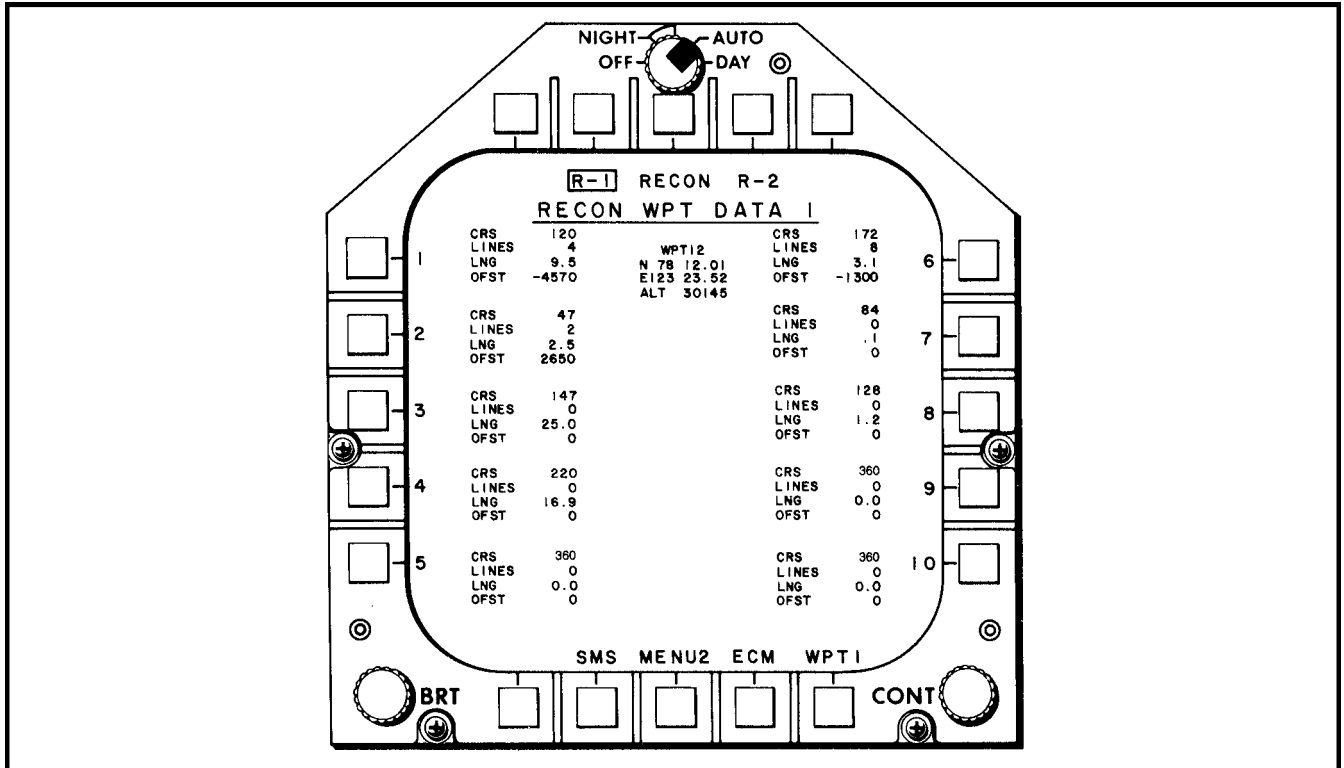 NIGHT AUTO
OFF DAY
R-1 RECON R-2
RECON WPT DATA 1
1
CRS 120
LINES 4
LNG 9.5
OFST -4570
WPT12
N 78 12.01
E123 23.52
ALT 30145
CRS 172
LINES 8
LNG 3.1
OFST -1300
6
2
CRS 47
LINES 2
LNG 2.5
OFST 2650
CRS 84
LINES 0
LNG .1
OFST 0
7
3
CRS 147
LINES 0
LNG 25.0
OFST 0
CRS 128
LINES 0
LNG 1.2
OFST 0
8
4
CRS 220
LINES 0
LNG 16.9
OFST 0
CRS 360
LINES 0
LNG 0.0
OFST 0
9
5
CRS 360
LINES 0
LNG 0.0
OFST 0
CRS 360
LINES 0
LNG 0.0
OFST 0
10
SMS MENU2 ECM WPT1
BRT CONT